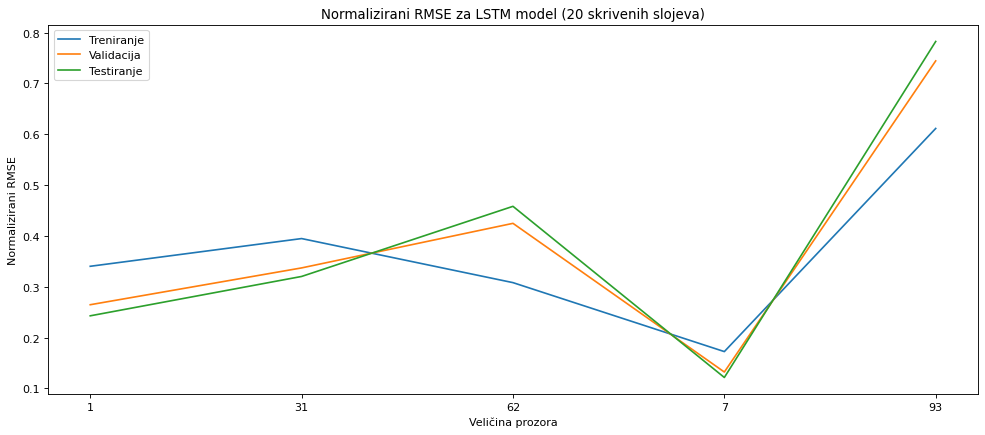 Normalizirani RMSE za LSTM model (20 skrivenih slojeva)
Treniranje
Validacija
Testiranje
Normalizirani RMSE
0.8
0.7
0.6
0.5
0.4
0.3
0.2
0.1
1 31 62 7 93
Veličina prozora